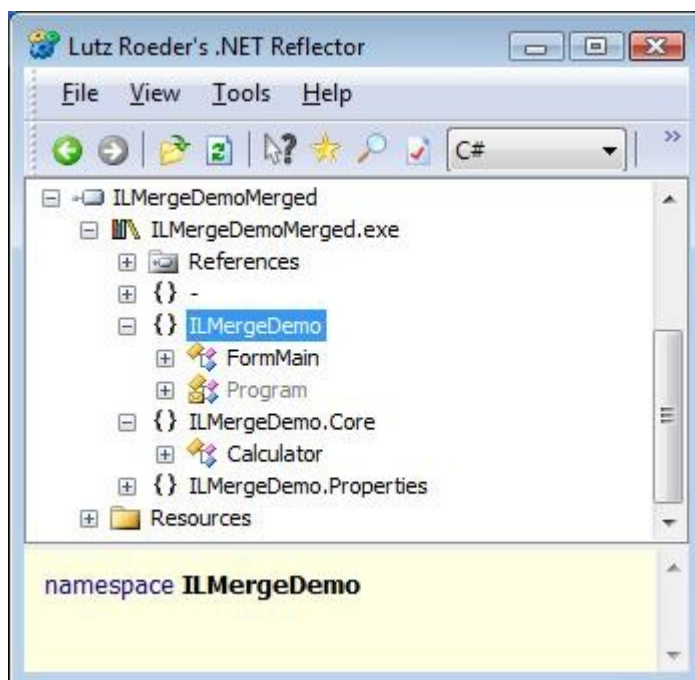 Lutz Roeder's .NET Reflector
File View Tools Help
C#
ILMergeDemoMerged
ILMergeDemoMerged.exe
References
{} -
{} ILMergeDemo
FormMain
Program
{} ILMergeDemo.Core
Calculator
{} ILMergeDemo.Properties
Resources
namespace ILMergeDemo